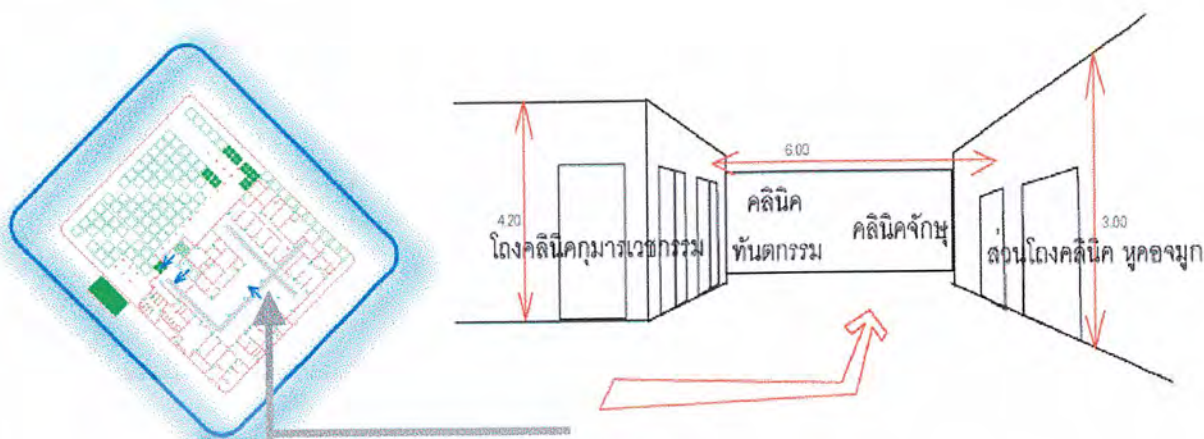 6.00
คลินิค
ทันตกรรม
คลินิคจักษุ
4.20
โถงคลินิคกุมารเวชกรรม
3.00
ส่วนโถงคลินิค หูคอจมูก